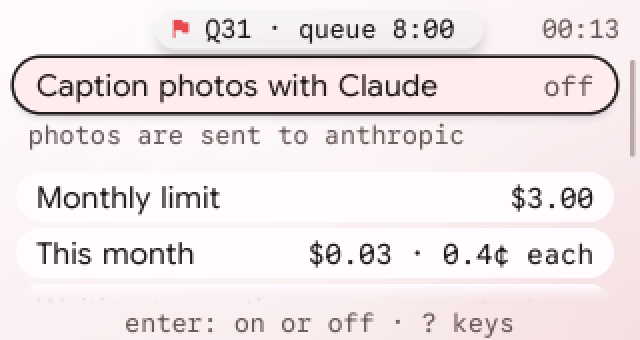 Q31 · queue 8:00
00:13
Caption photos with Claude off
photos are sent to anthropic
Monthly limit $3.00
This month $0.03 · 0.4¢ each
enter: on or off · ? keys